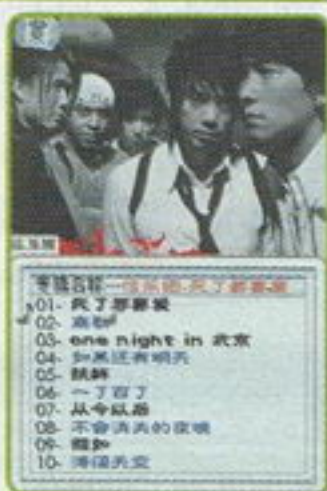 信乐团
专辑名称--信乐团-死了都要爱
01- 死了都要爱
02- 离歌
03- one night in 北京
04- 如果还有明天
05- 挑衅
06- 一了百了
07- 从今以后
08- 不会消失的夜晚
09- 假如
10- 海阔天空